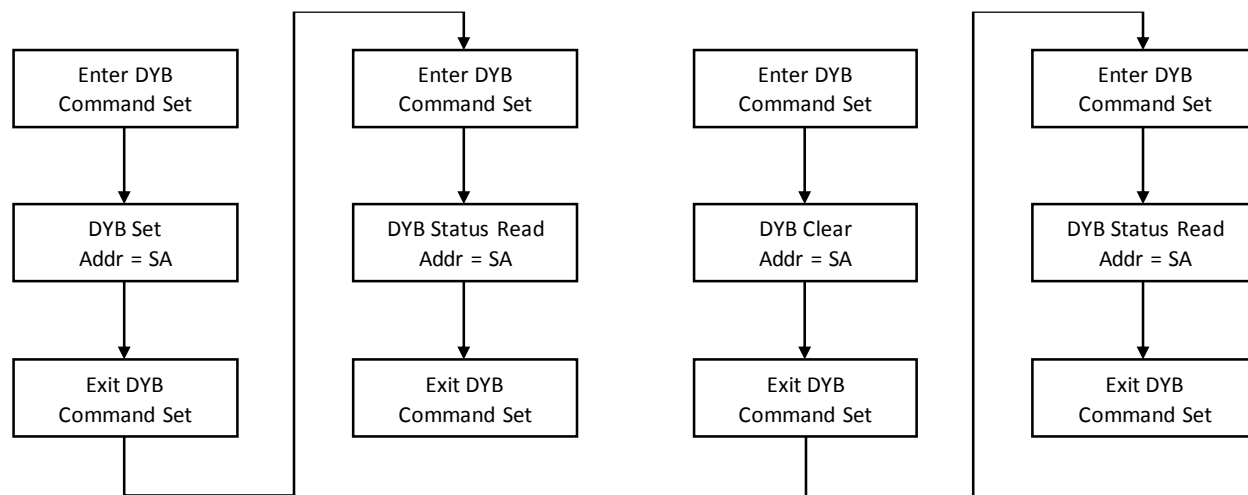 Enter DYB
Command Set
DYB Set
Addr = SA
Exit DYB
Command Set
Enter DYB
Command Set
DYB Status Read
Addr = SA
Exit DYB
Command Set
Enter DYB
Command Set
DYB Clear
Addr = SA
Exit DYB
Command Set
Enter DYB
Command Set
DYB Status Read
Addr = SA
Exit DYB
Command Set